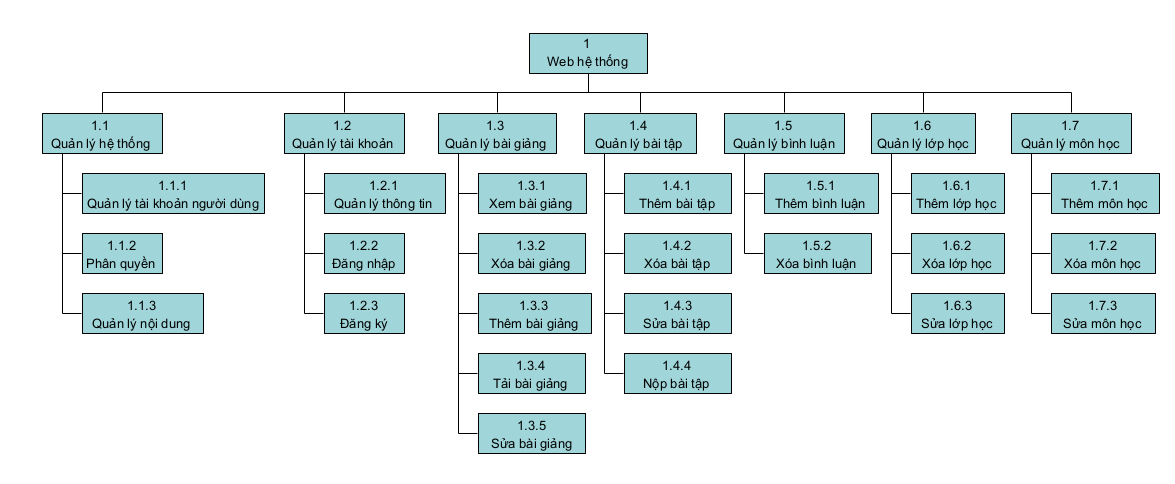 1
Web hệ thống
1.1
Quản lý hệ thống
1.1.1
Quản lý tài khoản người dùng
1.1.2
Phân quyền
1.1.3
Quản lý nội dung
1.2
Quản lý tài khoản
1.2.1
Quản lý thông tin
1.2.2
Đăng nhập
1.2.3
Đăng ký
1.3
Quản lý bài giảng
1.3.1
Xem bài giảng
1.3.2
Xóa bài giảng
1.3.3
Thêm bài giảng
1.3.4
Tải bài giảng
1.3.5
Sửa bài giảng
1.4
Quản lý bài tập
1.4.1
Thêm bài tập
1.4.2
Xóa bài tập
1.4.3
Sửa bài tập
1.4.4
Nộp bài tập
1.5
Quản lý bình luận
1.5.1
Thêm bình luận
1.5.2
Xóa bình luận
1.6
Quản lý lớp học
1.6.1
Thêm lớp học
1.6.2
Xóa lớp học
1.6.3
Sửa lớp học
1.7
Quản lý môn học
1.7.1
Thêm môn học
1.7.2
Xóa môn học
1.7.3
Sửa môn học